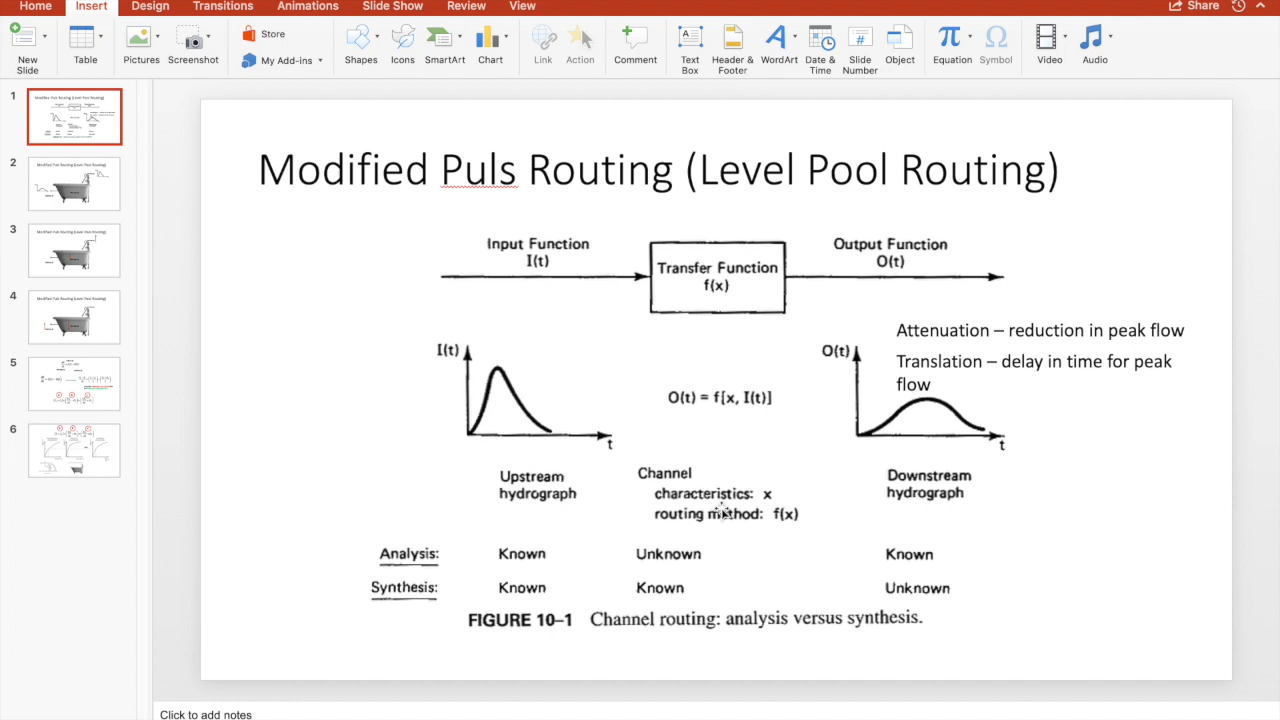 Home Insert Design Transitions Animations Slide Show Review View Share
New Slide
Table
Pictures
Screenshot
Store
My Add-ins
Shapes
Icons
SmartArt
Chart
Link
Action
Comment
Text Box
Header & Footer
WordArt
Date & Time
Slide Number
Object
Equation
Symbol
Video
Audio
1
2
3
4
5
6
Modified Puls Routing (Level Pool Routing)
Input Function
I(t)
Transfer Function
f(x)
Output Function
O(t)
Attenuation – reduction in peak flow
Translation – delay in time for peak
flow
I(t)
t
O(t) = f[x, I(t)]
O(t)
t
Upstream
hydrograph
Channel
characteristics: x
routing method: f(x)
Downstream
hydrograph
Analysis: Known Unknown Known
Synthesis: Known Known Unknown
FIGURE 10–1 Channel routing: analysis versus synthesis.
Click to add notes